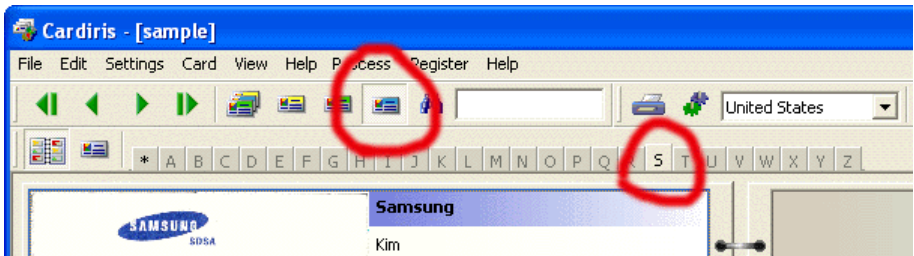 Cardiris - [sample]
File Edit Settings Card View Help Process Register Help
United States
* A B C D E F G H I J K L M N O P Q R S T U V W X Y Z
Samsung
SAMSUNG
SDSA
Kim